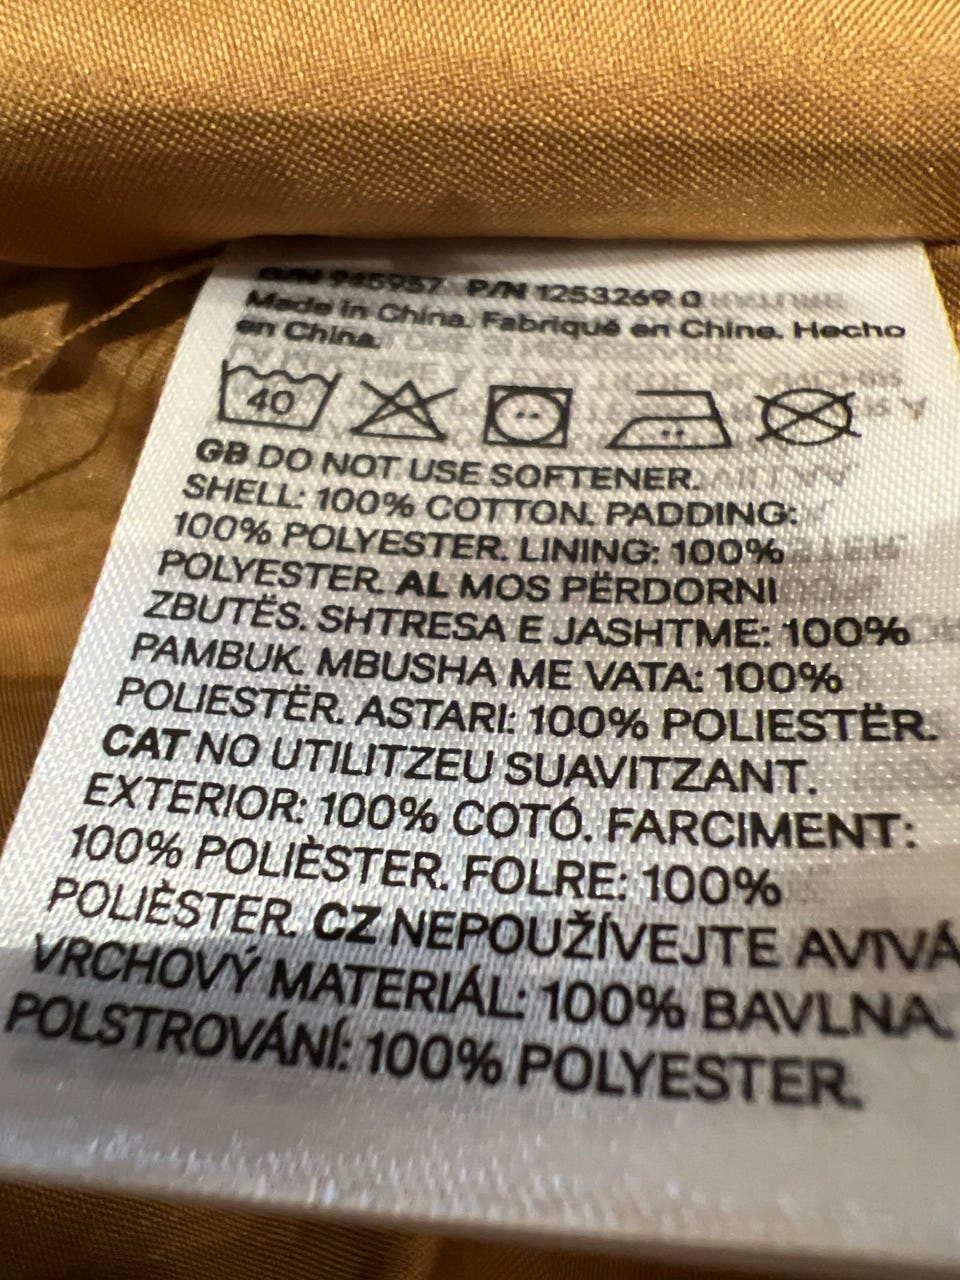 945937 P/N 1253269 0
Made in China. Fabriqué en Chine. Hecho
en China.
40
GB DO NOT USE SOFTENER.
SHELL: 100% COTTON. PADDING:
100% POLYESTER. LINING: 100%
POLYESTER. AL MOS PËRDORNI
ZBUTËS. SHTRESA E JASHTME: 100%
PAMBUK. MBUSHA ME VATA: 100%
POLIESTËR. ASTARI: 100% POLIESTËR.
CAT NO UTILITZEU SUAVITZANT.
EXTERIOR: 100% COTÓ. FARCIMENT:
100% POLIÈSTER. FOLRE: 100%
POLIÈSTER. CZ NEPOUŽÍVEJTE AVIVÁ
VRCHOVÝ MATERIÁL: 100% BAVLNA.
POLSTROVÁNÍ: 100% POLYESTER.